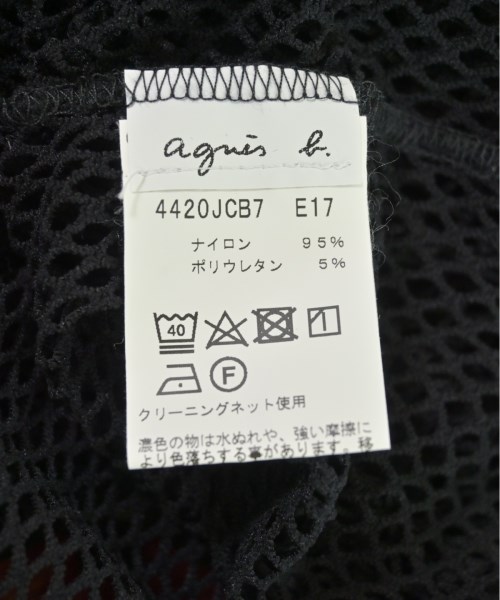 agnès b.
4420JCB7 E17
ナイロン 95%
ポリウレタン 5%
40
F
クリーニングネット使用
濃色の物は水ぬれや、強い摩擦に
より色落ちする事があります。移